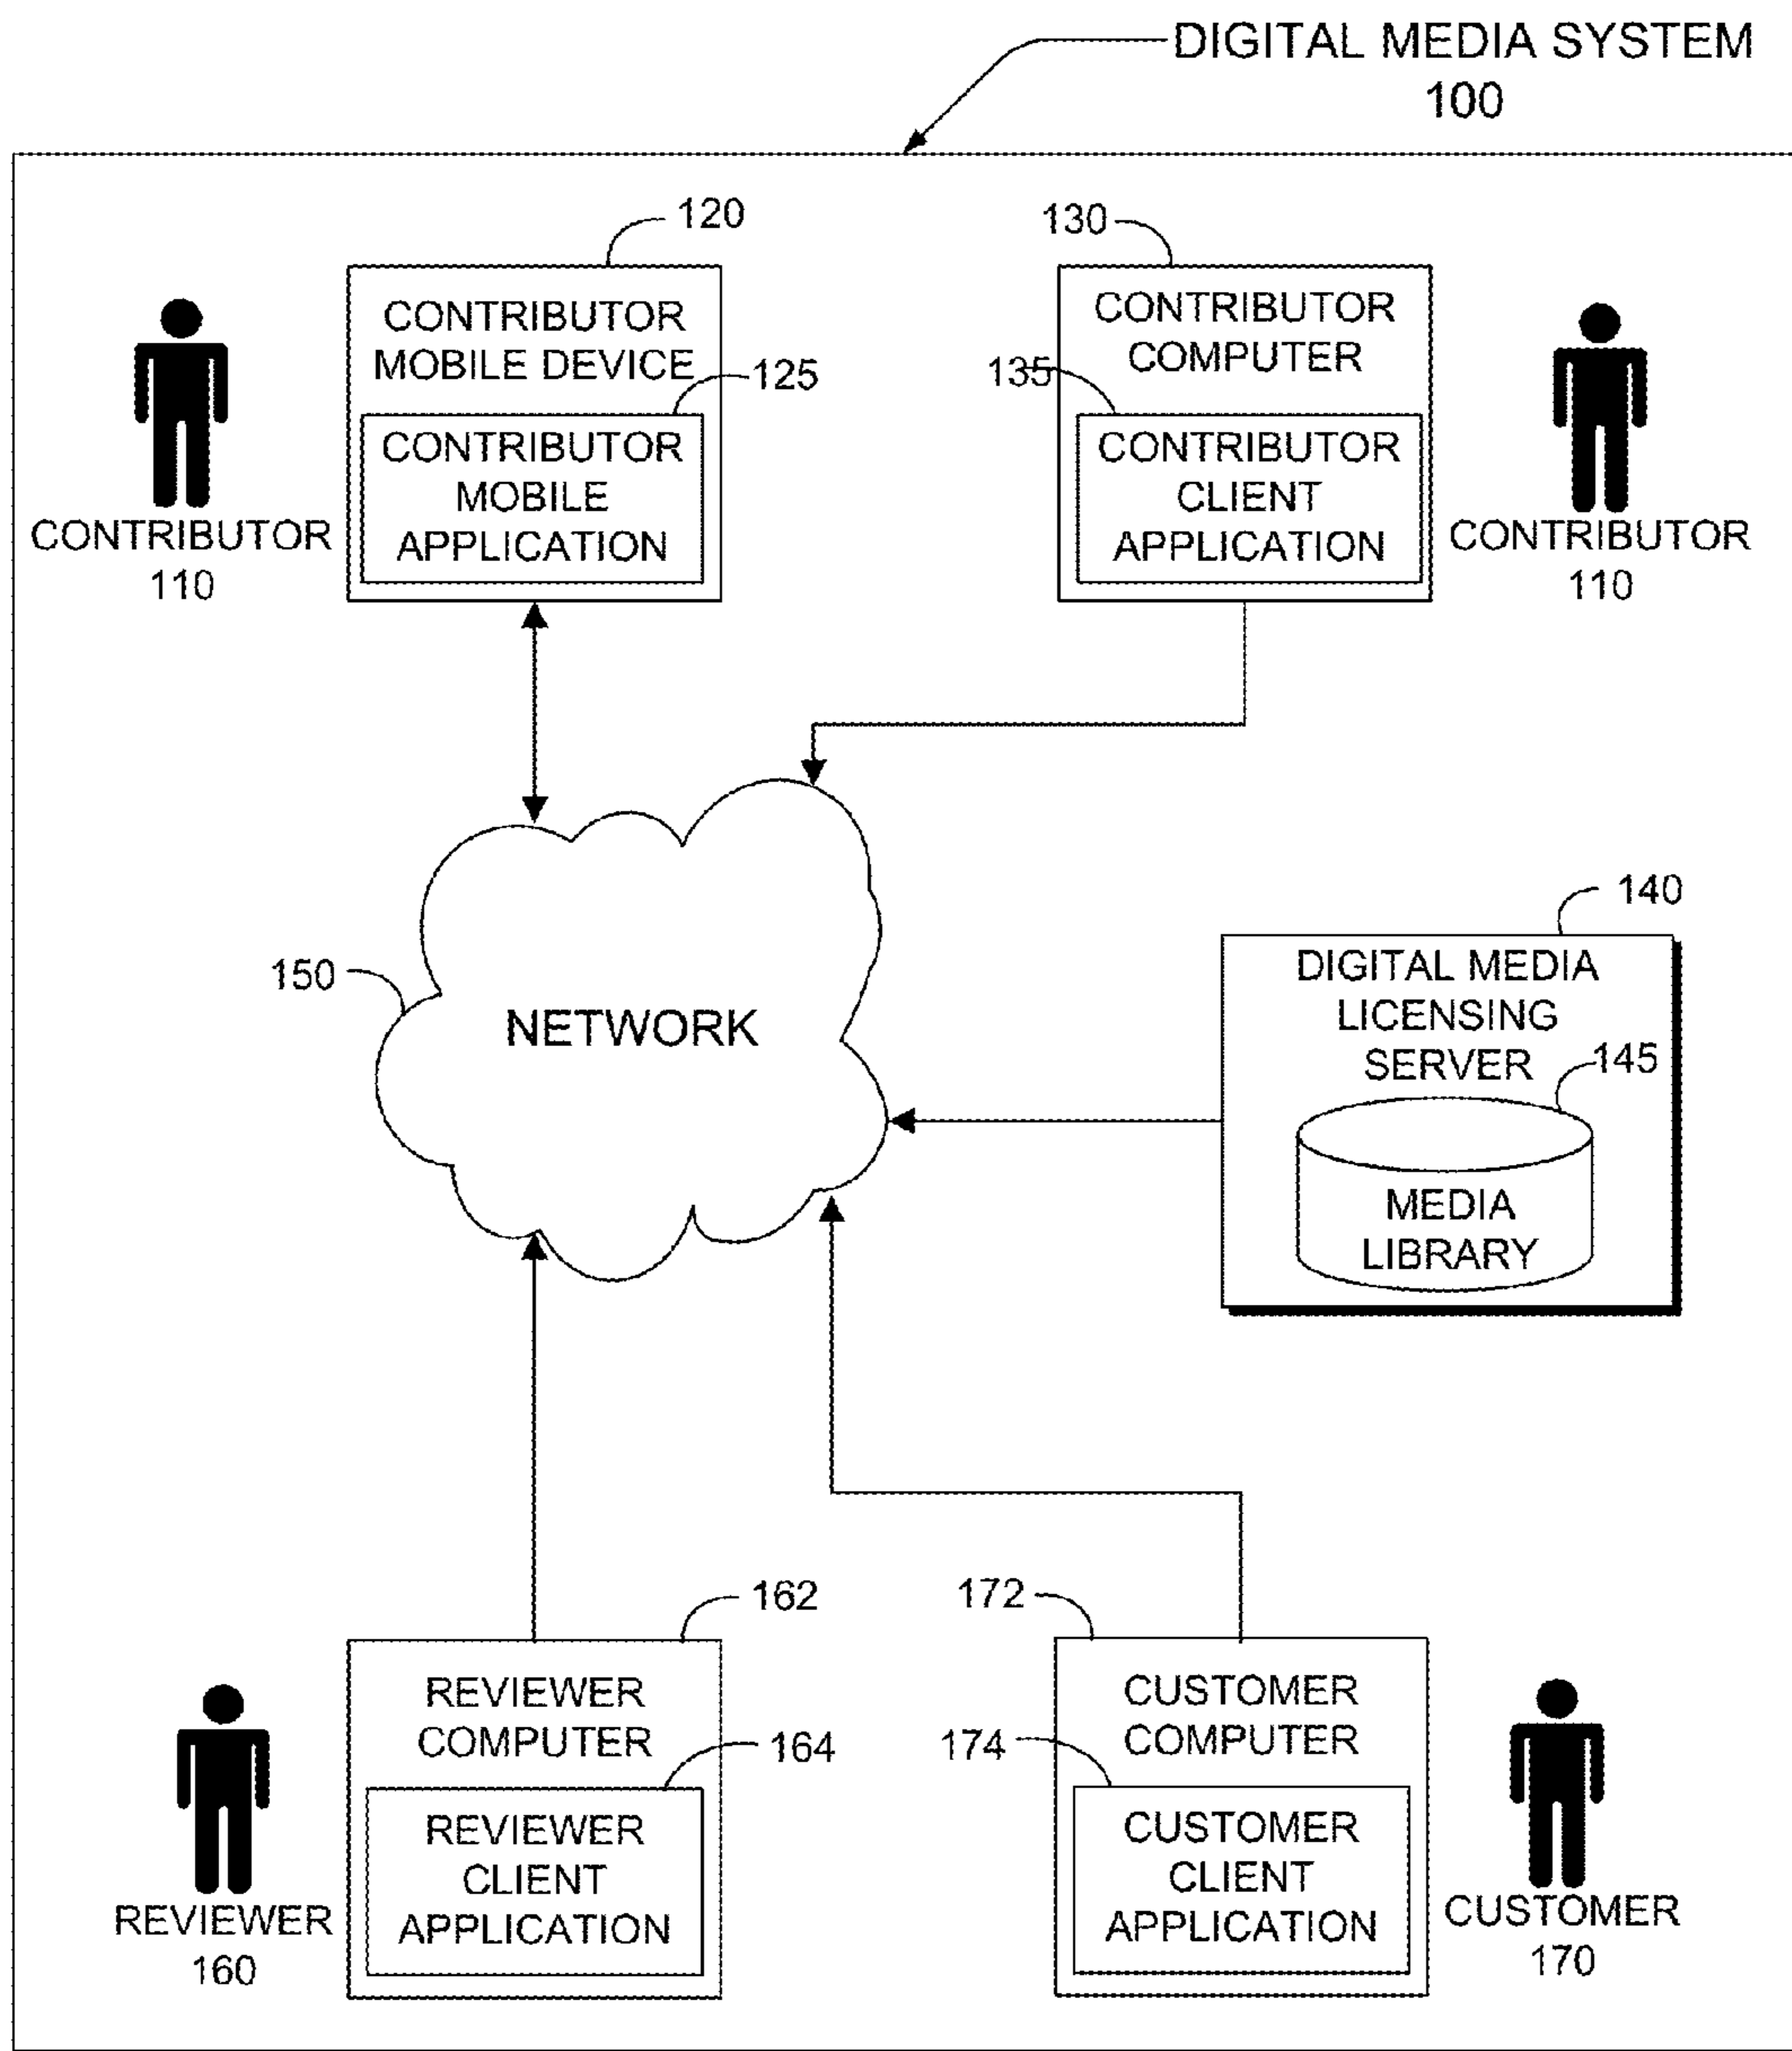 DIGITAL MEDIA SYSTEM
100
120
130
CONTRIBUTOR
MOBILE DEVICE
125
CONTRIBUTOR
MOBILE
APPLICATION
CONTRIBUTOR
110
CONTRIBUTOR
COMPUTER
135
CONTRIBUTOR
CLIENT
APPLICATION
CONTRIBUTOR
110
150
NETWORK
140
DIGITAL MEDIA
LICENSING
SERVER
145
MEDIA
LIBRARY
162
REVIEWER
COMPUTER
164
REVIEWER
CLIENT
APPLICATION
REVIEWER
160
172
CUSTOMER
COMPUTER
174
CUSTOMER
CLIENT
APPLICATION
CUSTOMER
170